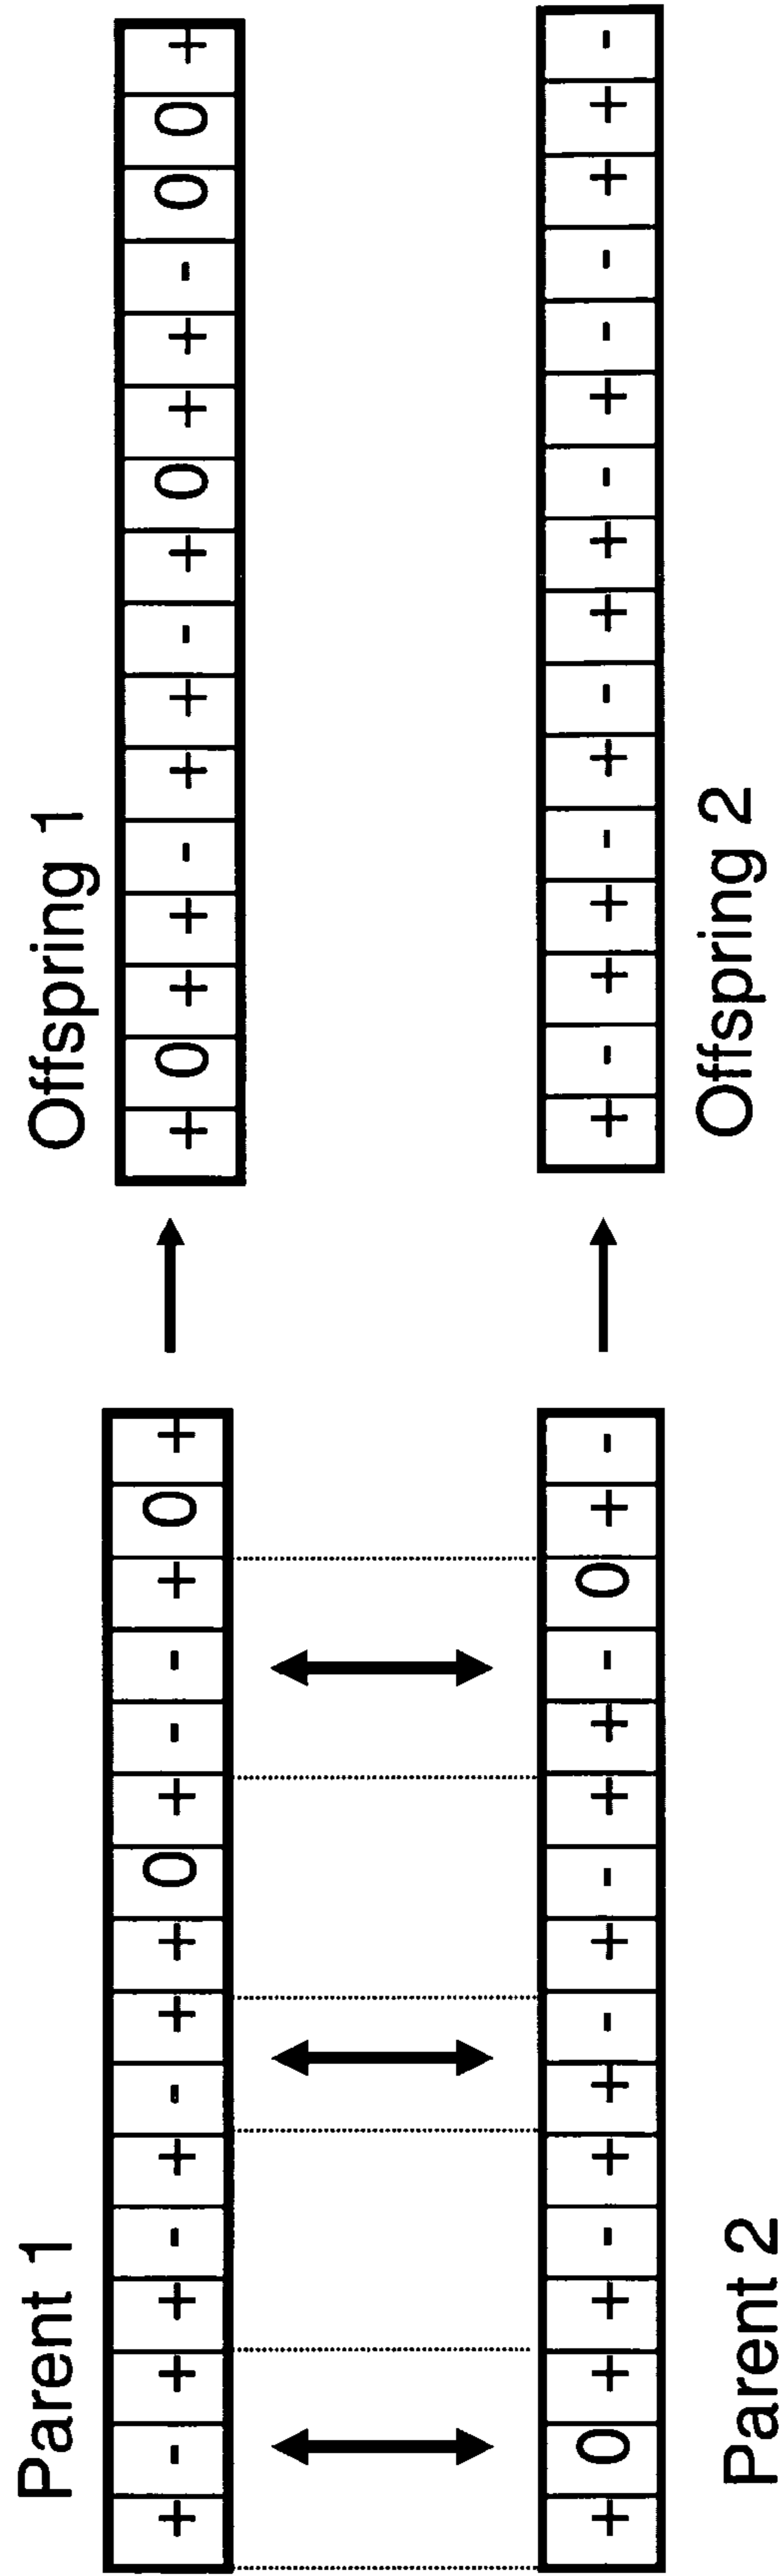 Parent 1
+ - + + - + - + + 0 + - - + 0 +
Offspring 1
+ 0 + + - + + - + 0 + + - 0 0 +
+ 0 + + - + + - + - + + - 0 + -
Parent 2
+ - + + - + - + + - + - - + + -
Offspring 2